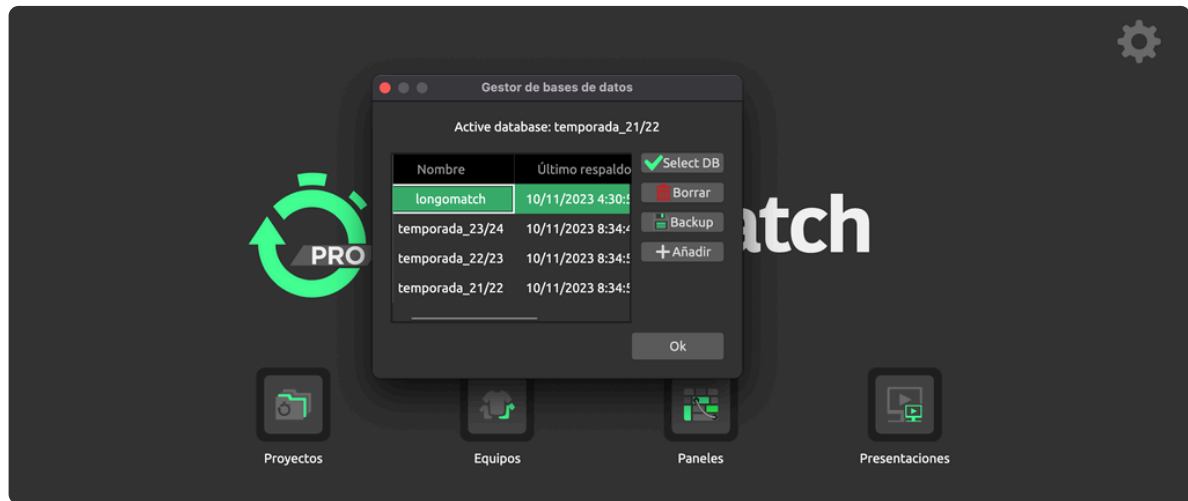 Gestor de bases de datos
Active database: temporada_21/22
Nombre Último respaldo
Select DB
longomatch 10/11/2023 4:30:5
Borrar
temporada_23/24 10/11/2023 8:34:4
Backup
temporada_22/23 10/11/2023 8:34:5
Añadir
temporada_21/22 10/11/2023 8:34:5
PRO
atch
Ok
Proyectos Equipos Paneles Presentaciones